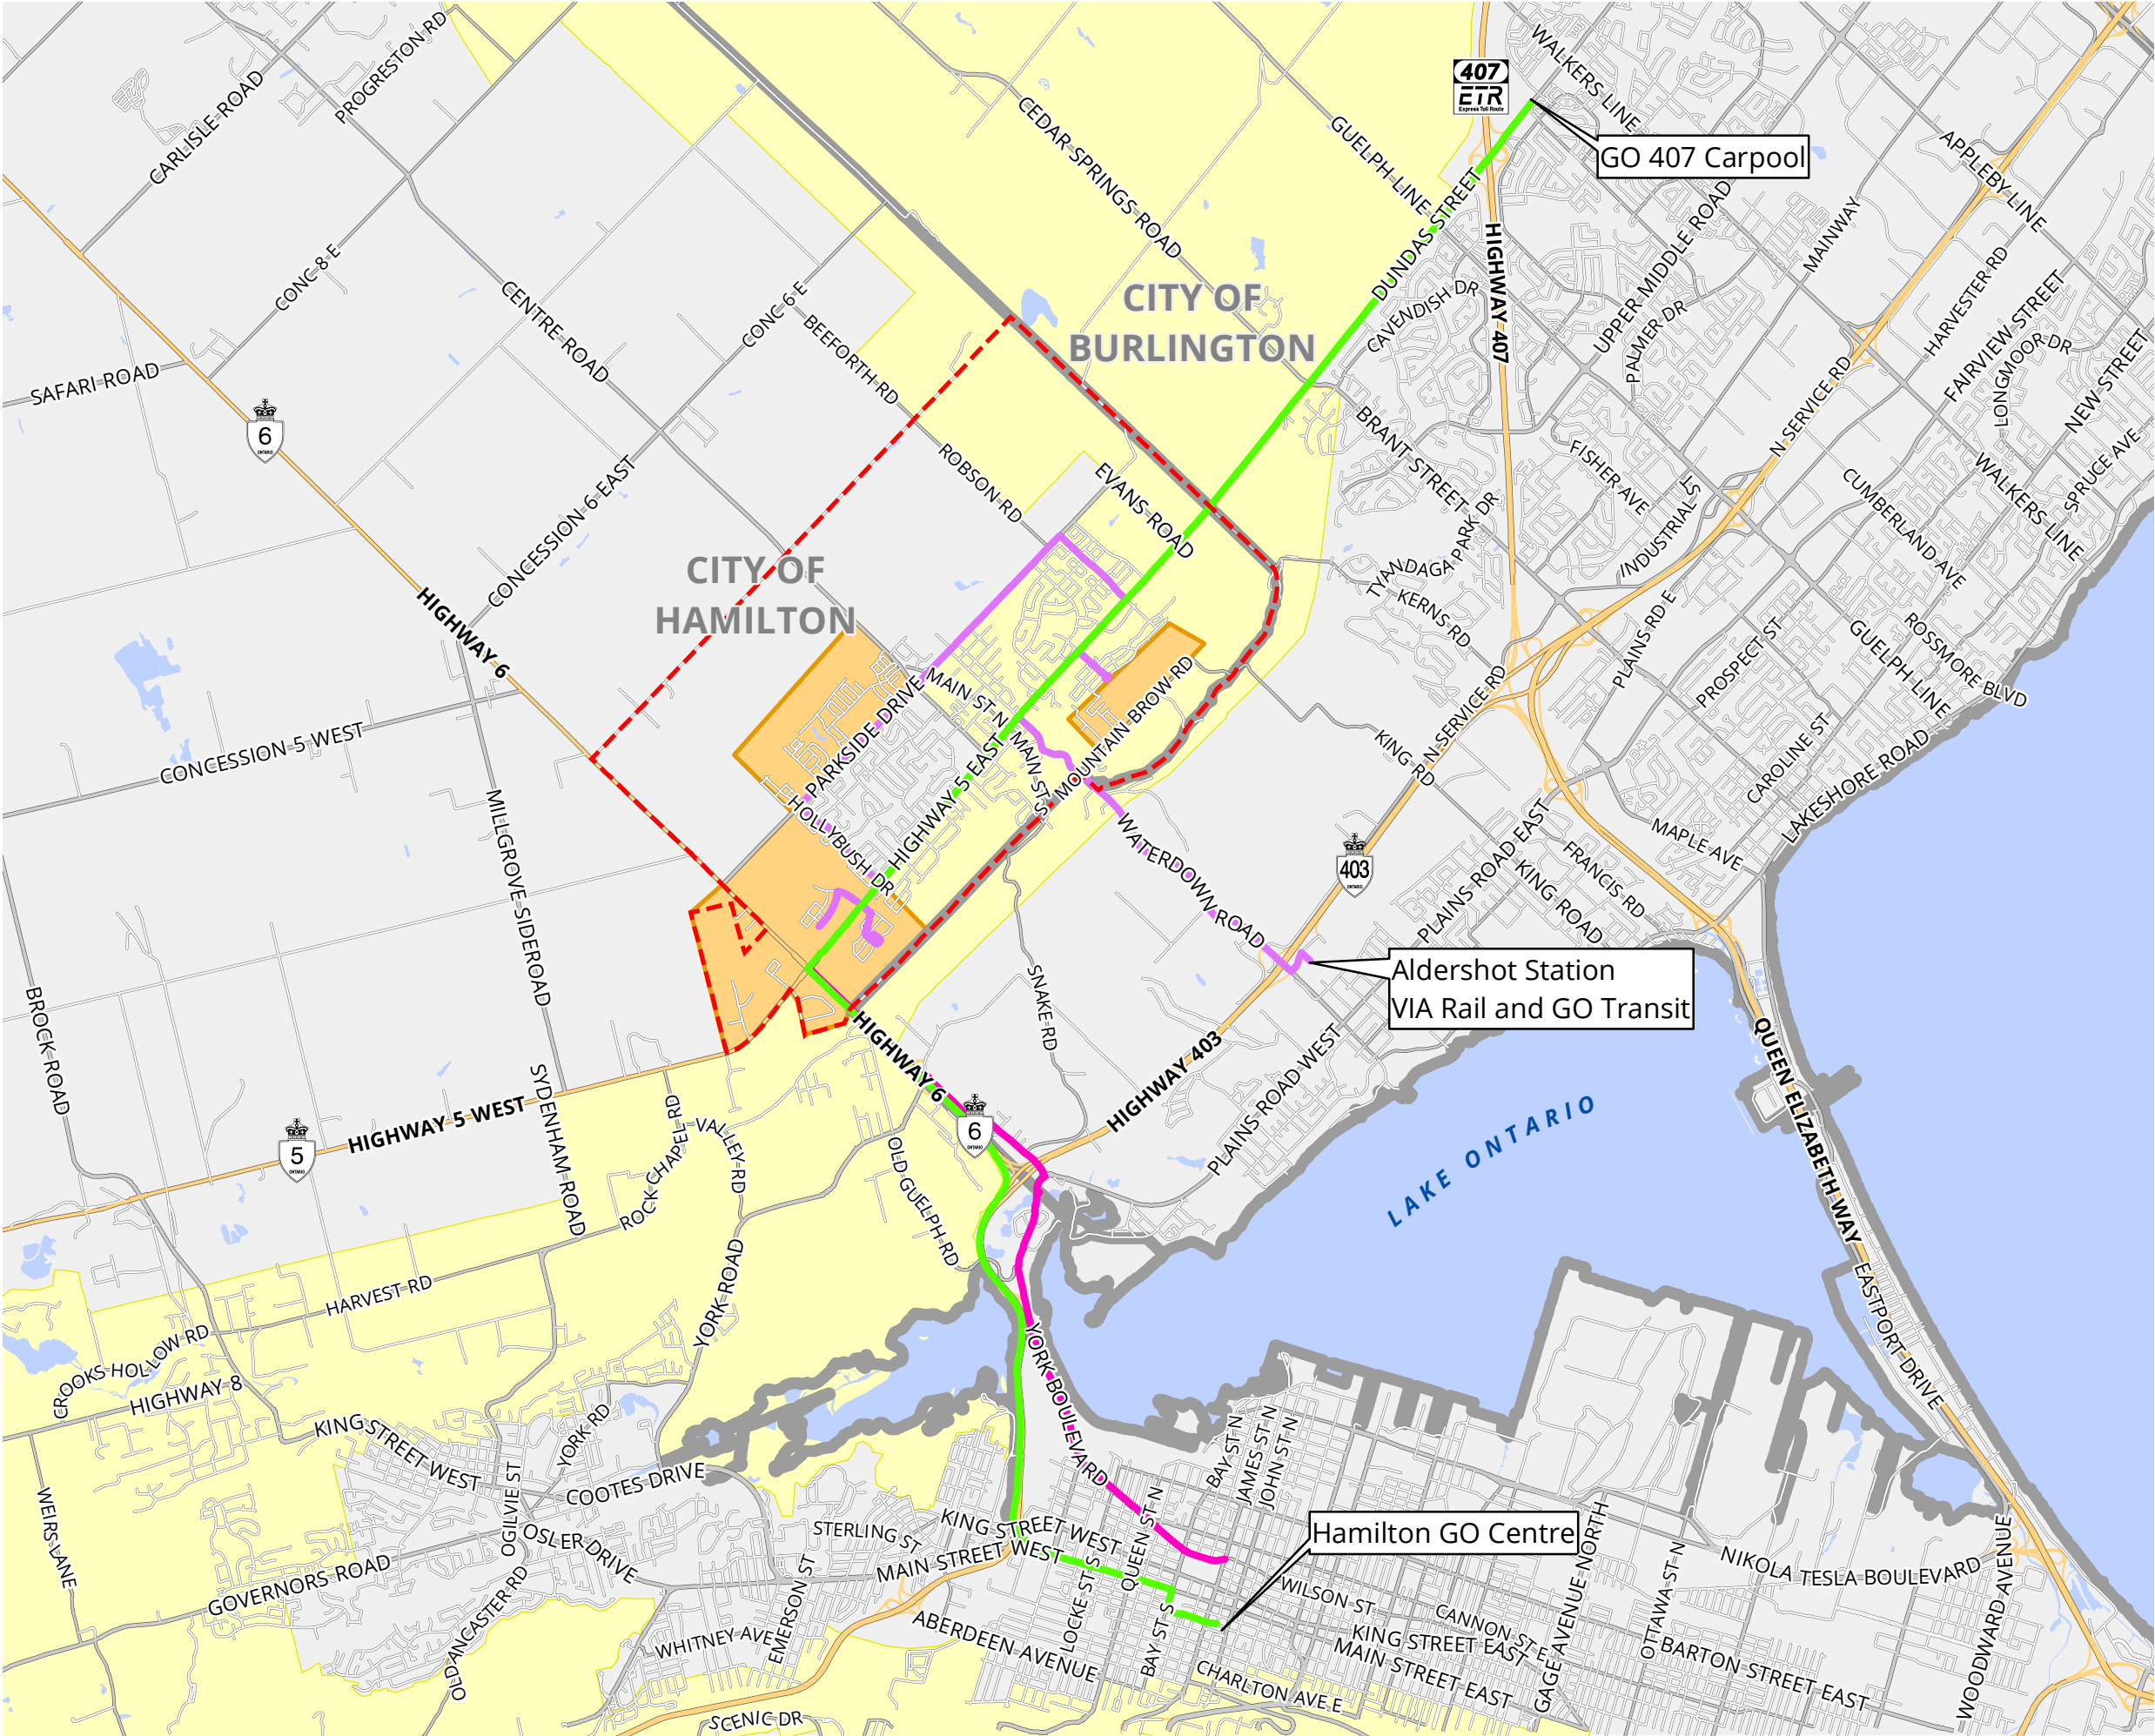 PROGRESTON RD
CARLISLE ROAD
CONC 8 E
CENTRE ROAD
CONC 6 E
SAFARI ROAD
6
ONTARIO
CONCESSION 6 EAST
BEEFORTH RD
ROBSON RD
CEDAR SPRINGS ROAD
GUELPH LINE
407
ETR
Express Toll Route
WALKERS LINE
GO 407 Carpool
APPLEBY LINE
DUNDAS STREET
HIGHWAY 407
UPPER MIDDLE ROAD
MAINWAY
HARVESTER RD
FAIRVIEW STREET
LONGMOOR DR
NEW STREET
CITY OF
BURLINGTON
CAVENDISH DR
PALMER DR
N SERVICE RD
BRANT STREET
FISHER AVE
INDUSTRIAL ST
CUMBERLAND AVE
WALKERS LINE
SPRUCE AVE
EVANS ROAD
CITY OF
HAMILTON
HIGHWAY 6
TYANDAGA PARK DR
KERNS RD
PLAINS RD E
PROSPECT ST
GUELPH LINE
ROSSMORE BLVD
MAIN ST N
PARKSIDE DRIVE
MOUNTAIN BROW RD
MAIN ST S
HIGHWAY 5 EAST
HOLLYBUSH DR
KING RD
N SERVICE RD
CAROLINE ST
LAKESHORE ROAD
CONCESSION 5 WEST
MILLGROVE SIDEROAD
WATERDOWN ROAD
403
ONTARIO
PLAINS ROAD EAST
KING ROAD
FRANCIS RD
MAPLE AVE
BROCK ROAD
SNAKE RD
Aldershot Station
VIA Rail and GO Transit
HIGHWAY 6
HIGHWAY 403
PLAINS ROAD WEST
QUEEN ELIZABETH WAY
5
ONTARIO
HIGHWAY 5 WEST
SYDENHAM ROAD
ROCK CHAPEL RD
VALLEY RD
OLD GUELPH RD
6
ONTARIO
LAKE ONTARIO
HARVEST RD
YORK ROAD
CROOKS HOLLOW RD
HIGHWAY 8
YORK BOULEVARD
EASTPORT DRIVE
KING STREET WEST
YORK RD
COOTES DRIVE
OGILVIE ST
OSLER DRIVE
WEIRS LANE
GOVERNORS ROAD
OLD ANCASTER RD
STERLING ST
KING STREET WEST
MAIN STREET WEST
EMERSON ST
WHITNEY AVE
SCENIC DR
ABERDEEN AVENUE
LOCKE ST S
QUEEN ST N
BAY ST N
JAMES ST N
JOHN ST N
BAY ST S
Hamilton GO Centre
WILSON ST
CANNON ST E
KING STREET EAST
MAIN STREET EAST
CHARLTON AVE E
GAGE AVENUE NORTH
OTTAWA ST N
BARTON STREET EAST
NIKOLA TESLA BOULEVARD
WOODWARD AVENUE